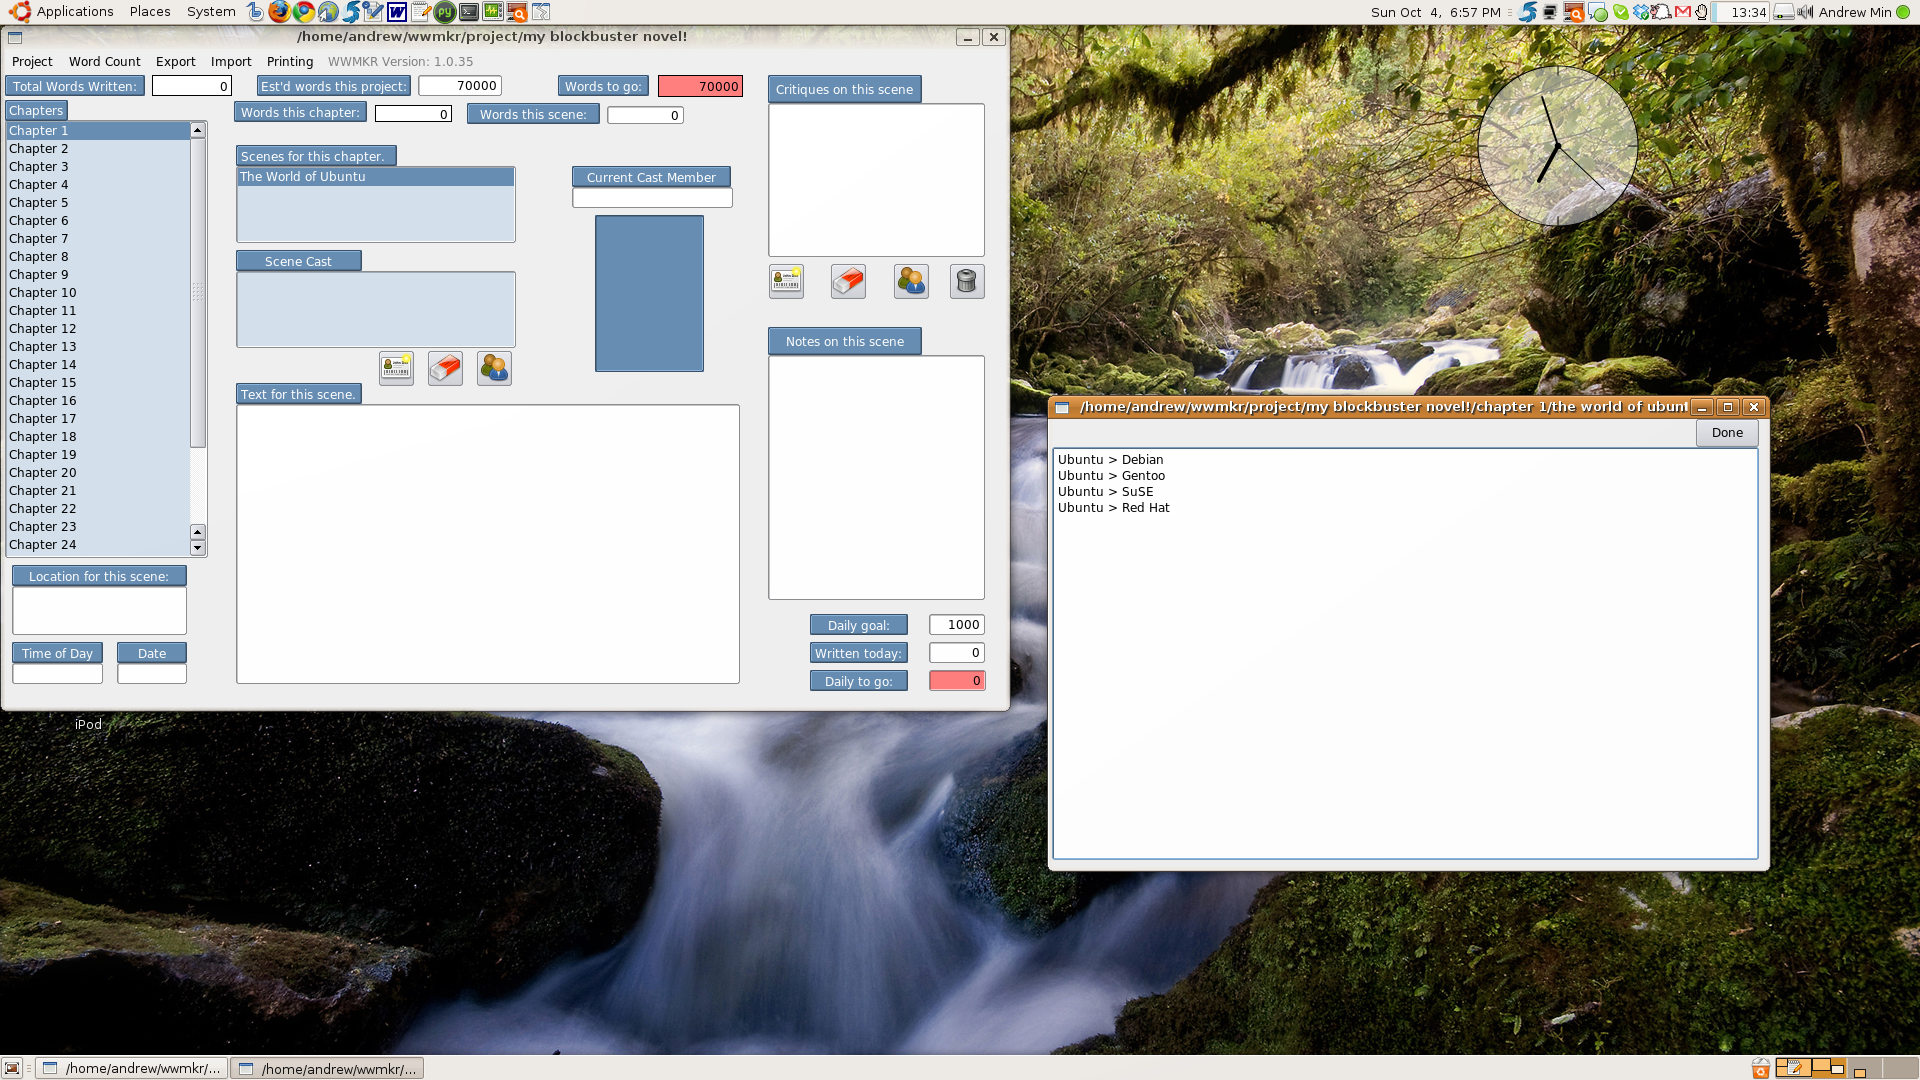 Applications Places System
Sun Oct 4, 6:57 PM
13:34
Andrew Min
/home/andrew/wwmkr/project/my blockbuster novel!
Project Word Count Export Import Printing WWMKR Version: 1.0.35
Total Words Written: 0
Est'd words this project: 70000
Words to go: 70000
Words this chapter: 0
Words this scene: 0
Chapters
Chapter 1
Chapter 2
Chapter 3
Chapter 4
Chapter 5
Chapter 6
Chapter 7
Chapter 8
Chapter 9
Chapter 10
Chapter 11
Chapter 12
Chapter 13
Chapter 14
Chapter 15
Chapter 16
Chapter 17
Chapter 18
Chapter 19
Chapter 20
Chapter 21
Chapter 22
Chapter 23
Chapter 24
Location for this scene:
Time of Day
Date
Scenes for this chapter.
The World of Ubuntu
Scene Cast
Current Cast Member
Text for this scene.
Critiques on this scene
Notes on this scene
Daily goal: 1000
Written today: 0
Daily to go: 0
iPod
/home/andrew/wwmkr/project/my blockbuster novel!/chapter 1/the world of ubunt
Done
Ubuntu > Debian
Ubuntu > Gentoo
Ubuntu > SuSE
Ubuntu > Red Hat
/home/andrew/wwmkr/...
/home/andrew/wwmkr/...